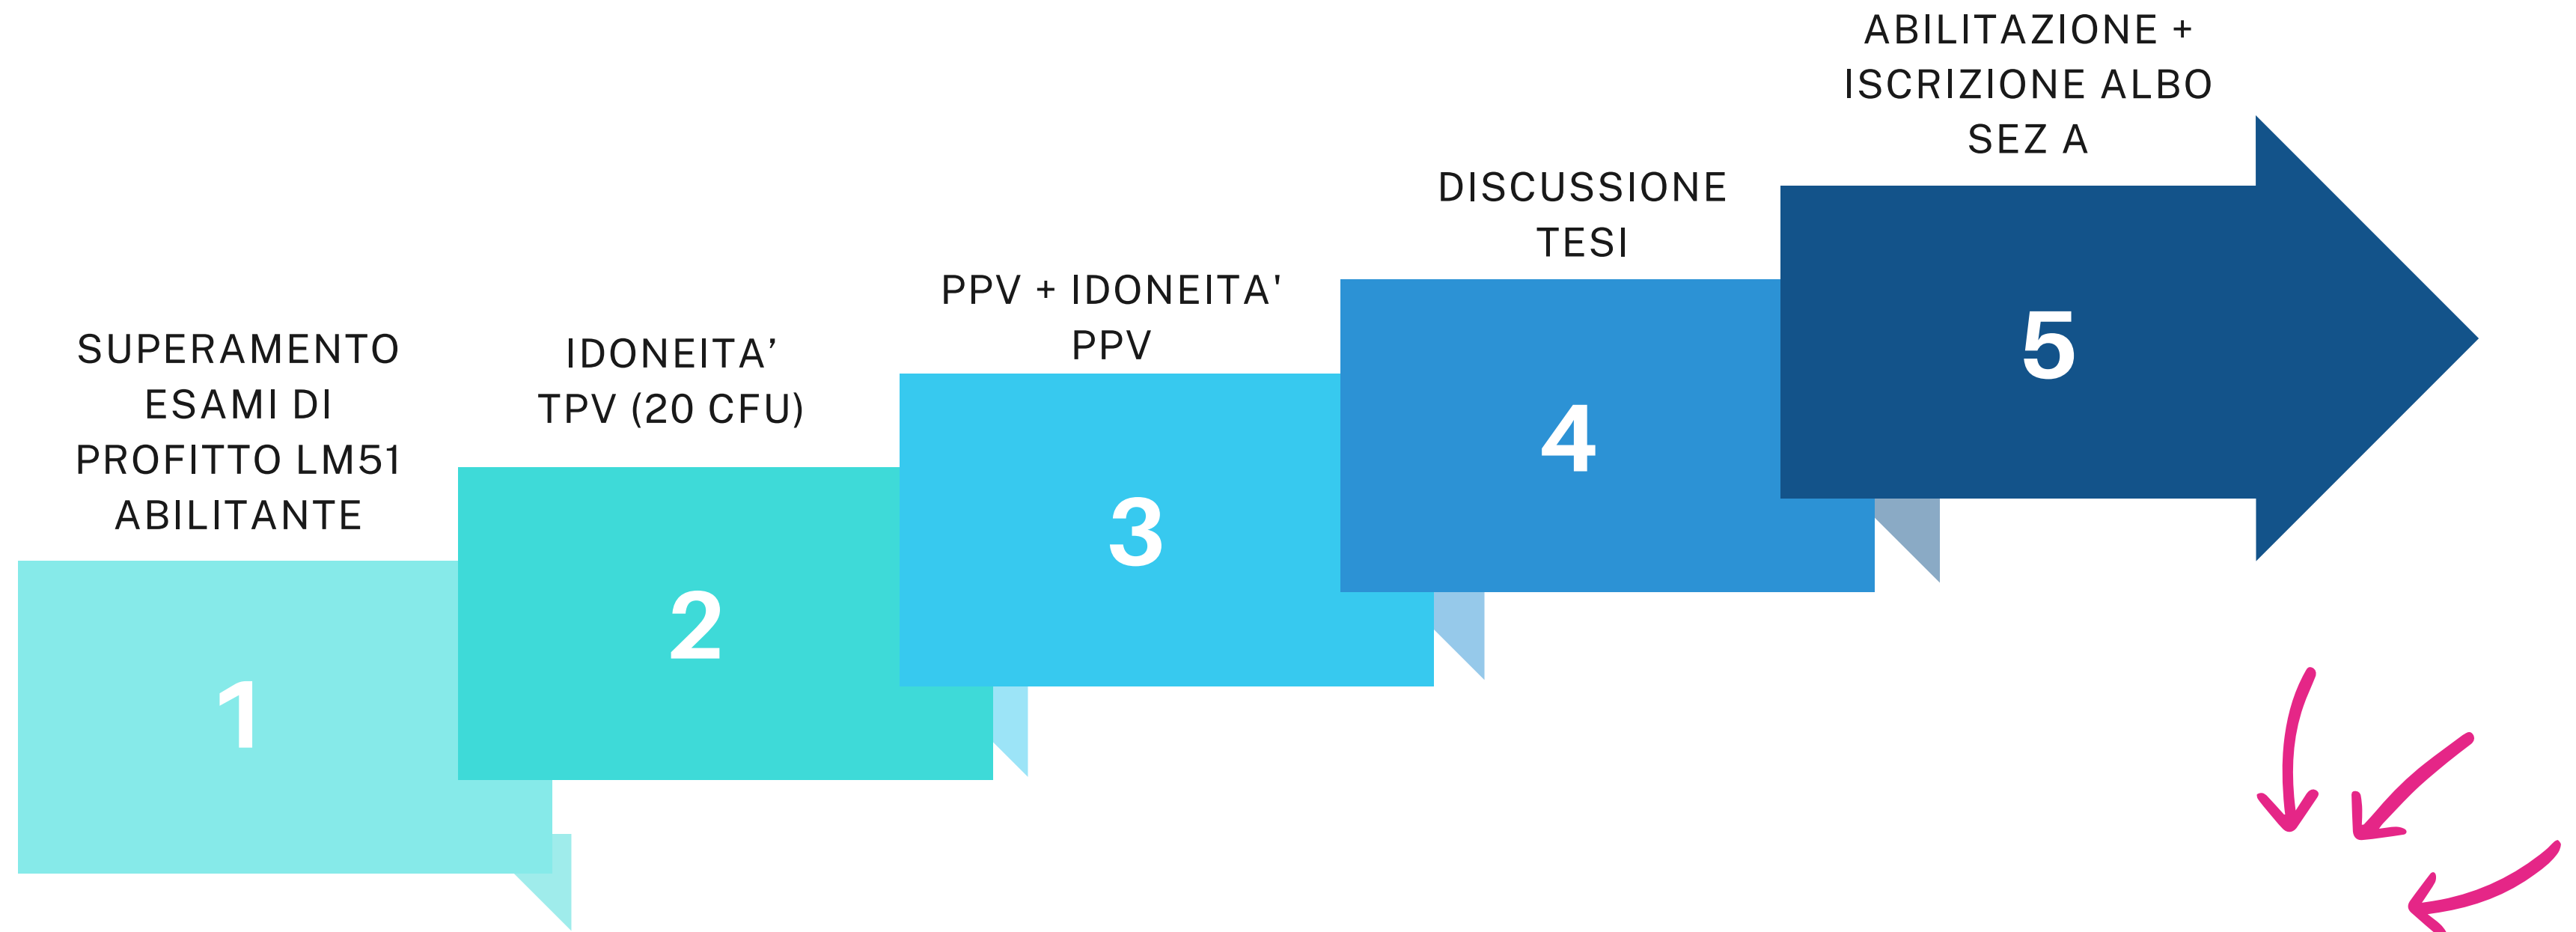 SUPERAMENTO
ESAMI DI
PROFITTO LM51
ABILITANTE
1
IDONEITA’
TPV (20 CFU)
2
PPV + IDONEITA'
PPV
3
DISCUSSIONE
TESI
4
ABILITAZIONE +
ISCRIZIONE ALBO
SEZ A
5